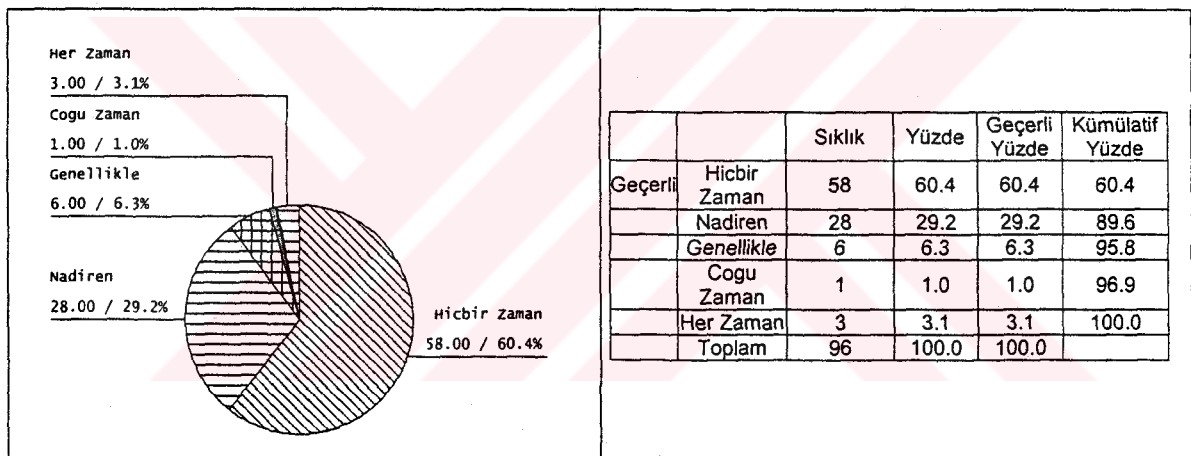 Her Zaman
3.00 / 3.1%
Cogu Zaman
1.00 / 1.0%
Genellikle
6.00 / 6.3%
Nadiren
28.00 / 29.2%
Hicbir Zaman
58.00 / 60.4%
Sıklık Yüzde Geçerli Yüzde Kümülatif Yüzde
Geçerli Hicbir Zaman 58 60.4 60.4 60.4
Nadiren 28 29.2 29.2 89.6
Genellikle 6 6.3 6.3 95.8
Cogu Zaman 1 1.0 1.0 96.9
Her Zaman 3 3.1 3.1 100.0
Toplam 96 100.0 100.0